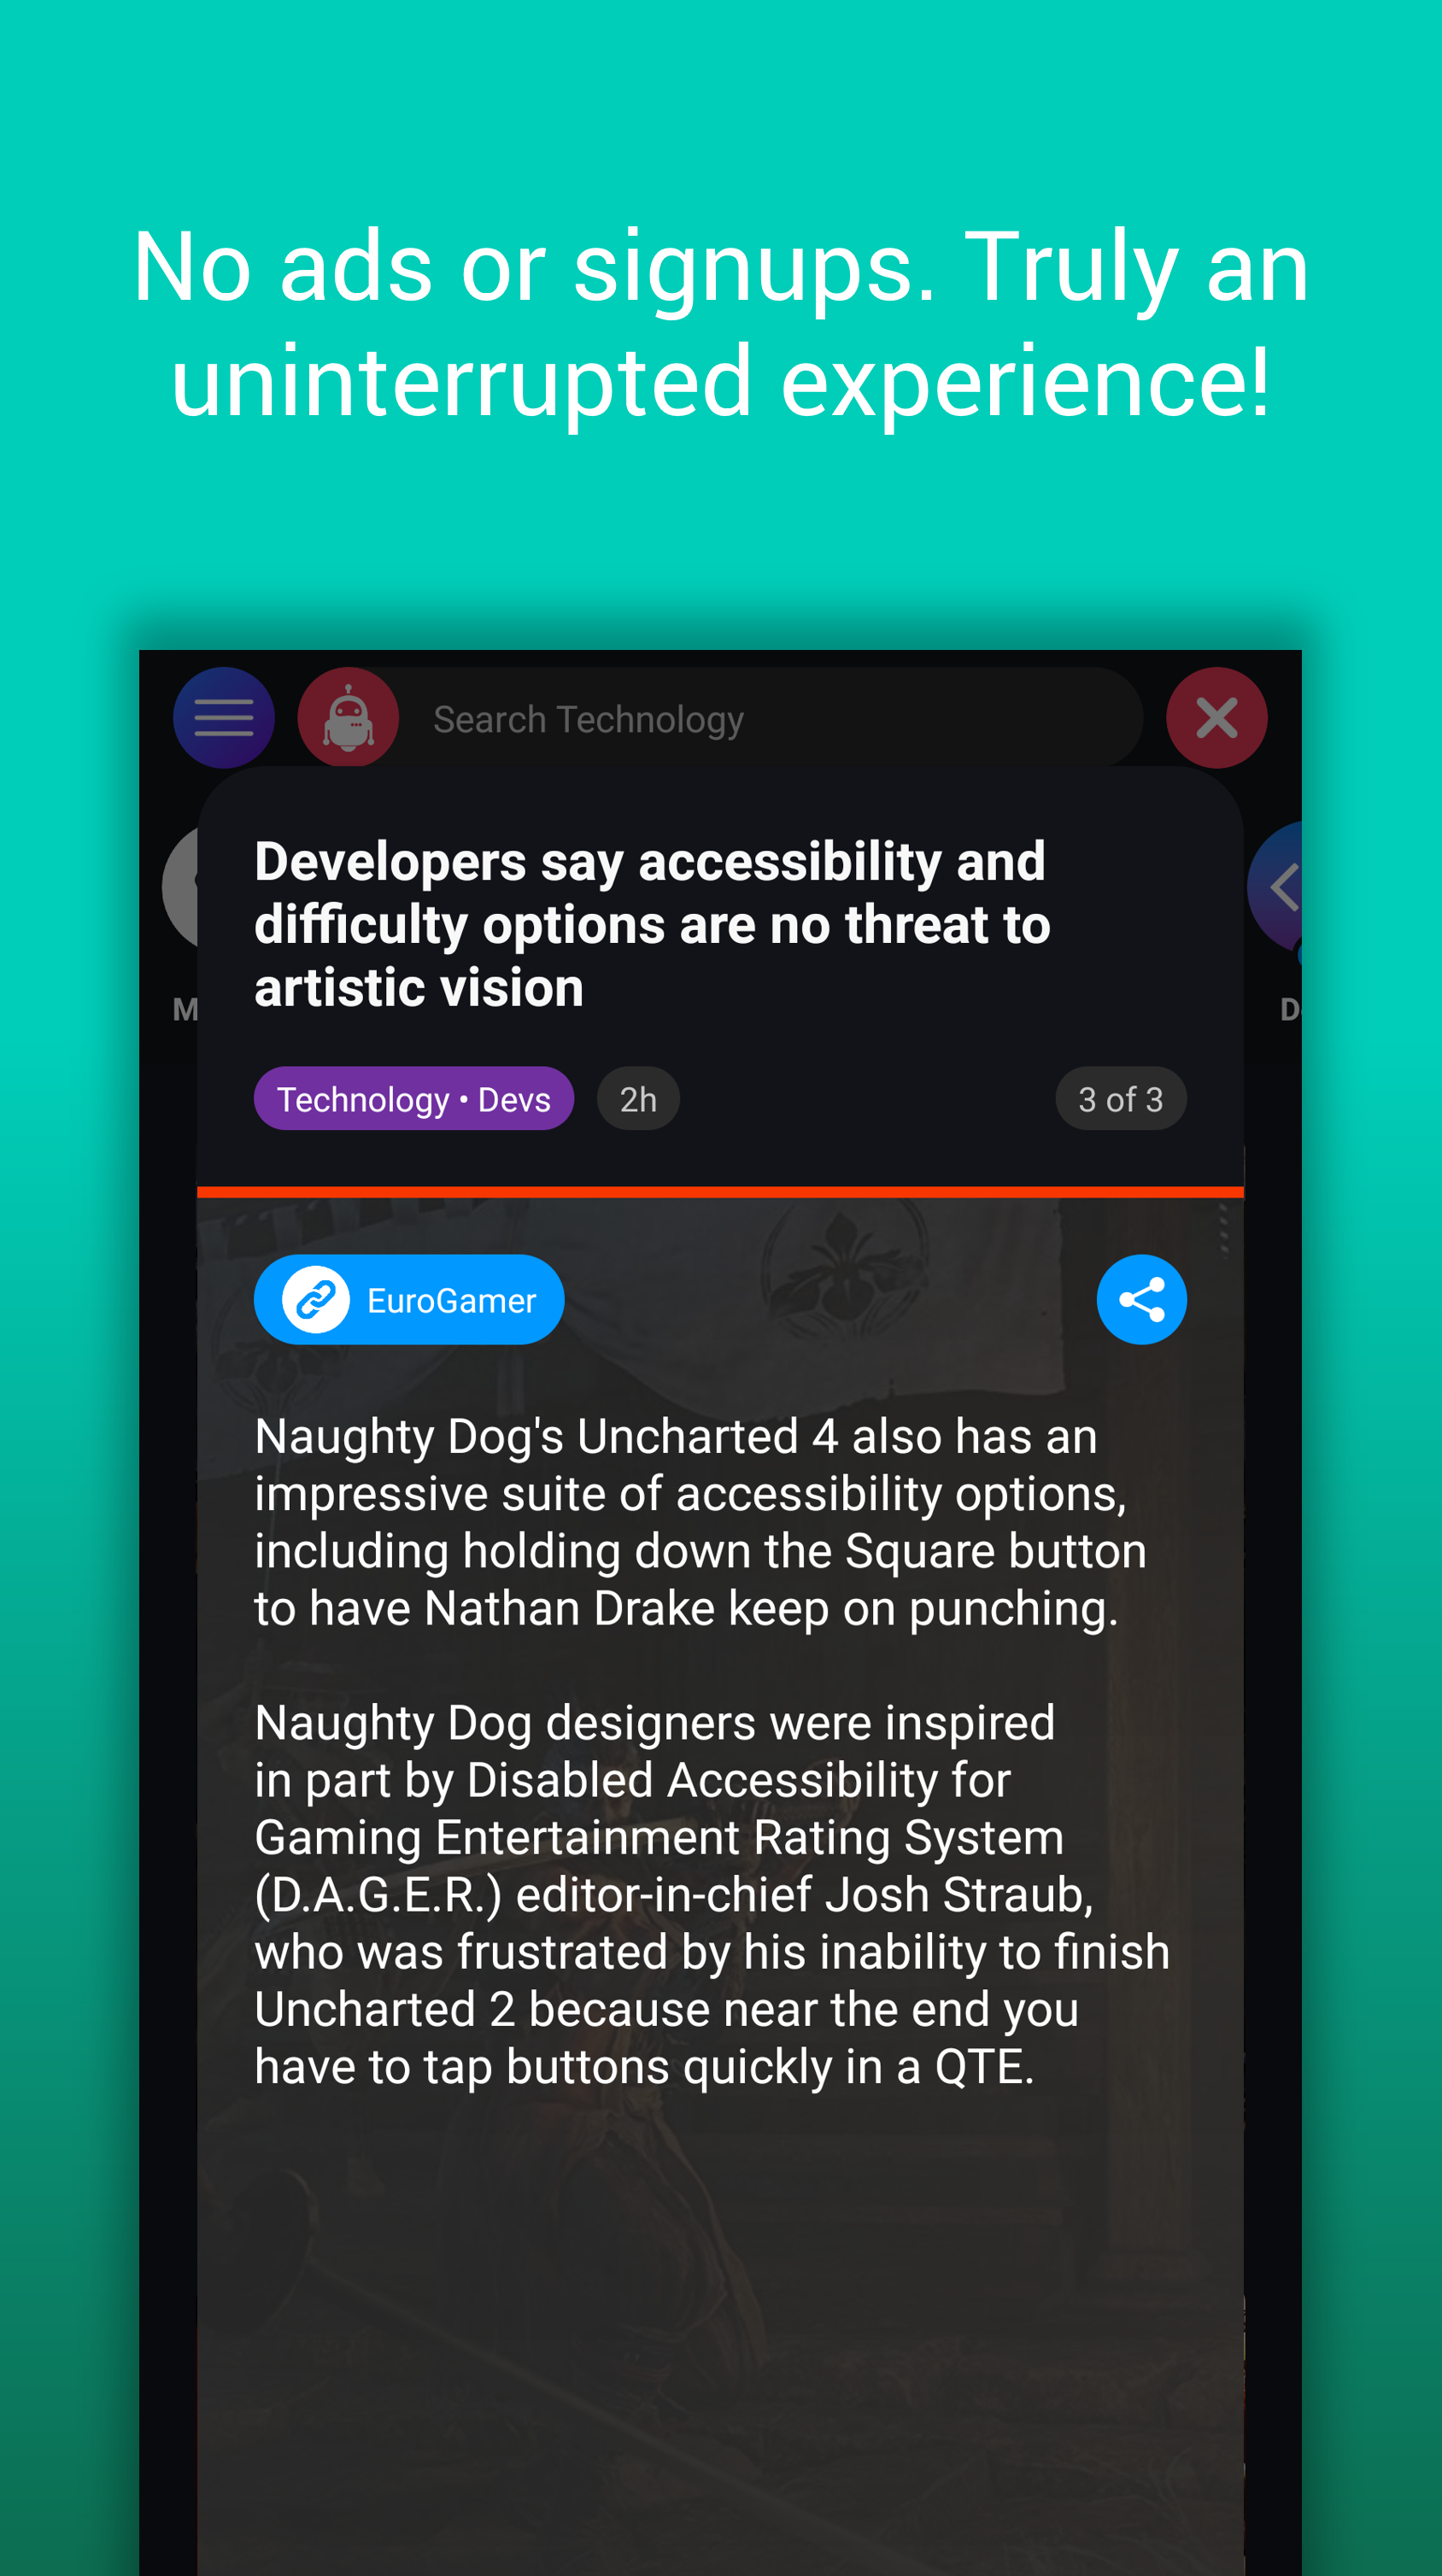 No ads or signups. Truly an
uninterrupted experience!
Search Technology
Developers say accessibility and
difficulty options are no threat to
artistic vision
M
D
Technology • Devs
2h
3 of 3
EuroGamer
Naughty Dog's Uncharted 4 also has an
impressive suite of accessibility options,
including holding down the Square button
to have Nathan Drake keep on punching.
Naughty Dog designers were inspired
in part by Disabled Accessibility for
Gaming Entertainment Rating System
(D.A.G.E.R.) editor-in-chief Josh Straub,
who was frustrated by his inability to finish
Uncharted 2 because near the end you
have to tap buttons quickly in a QTE.